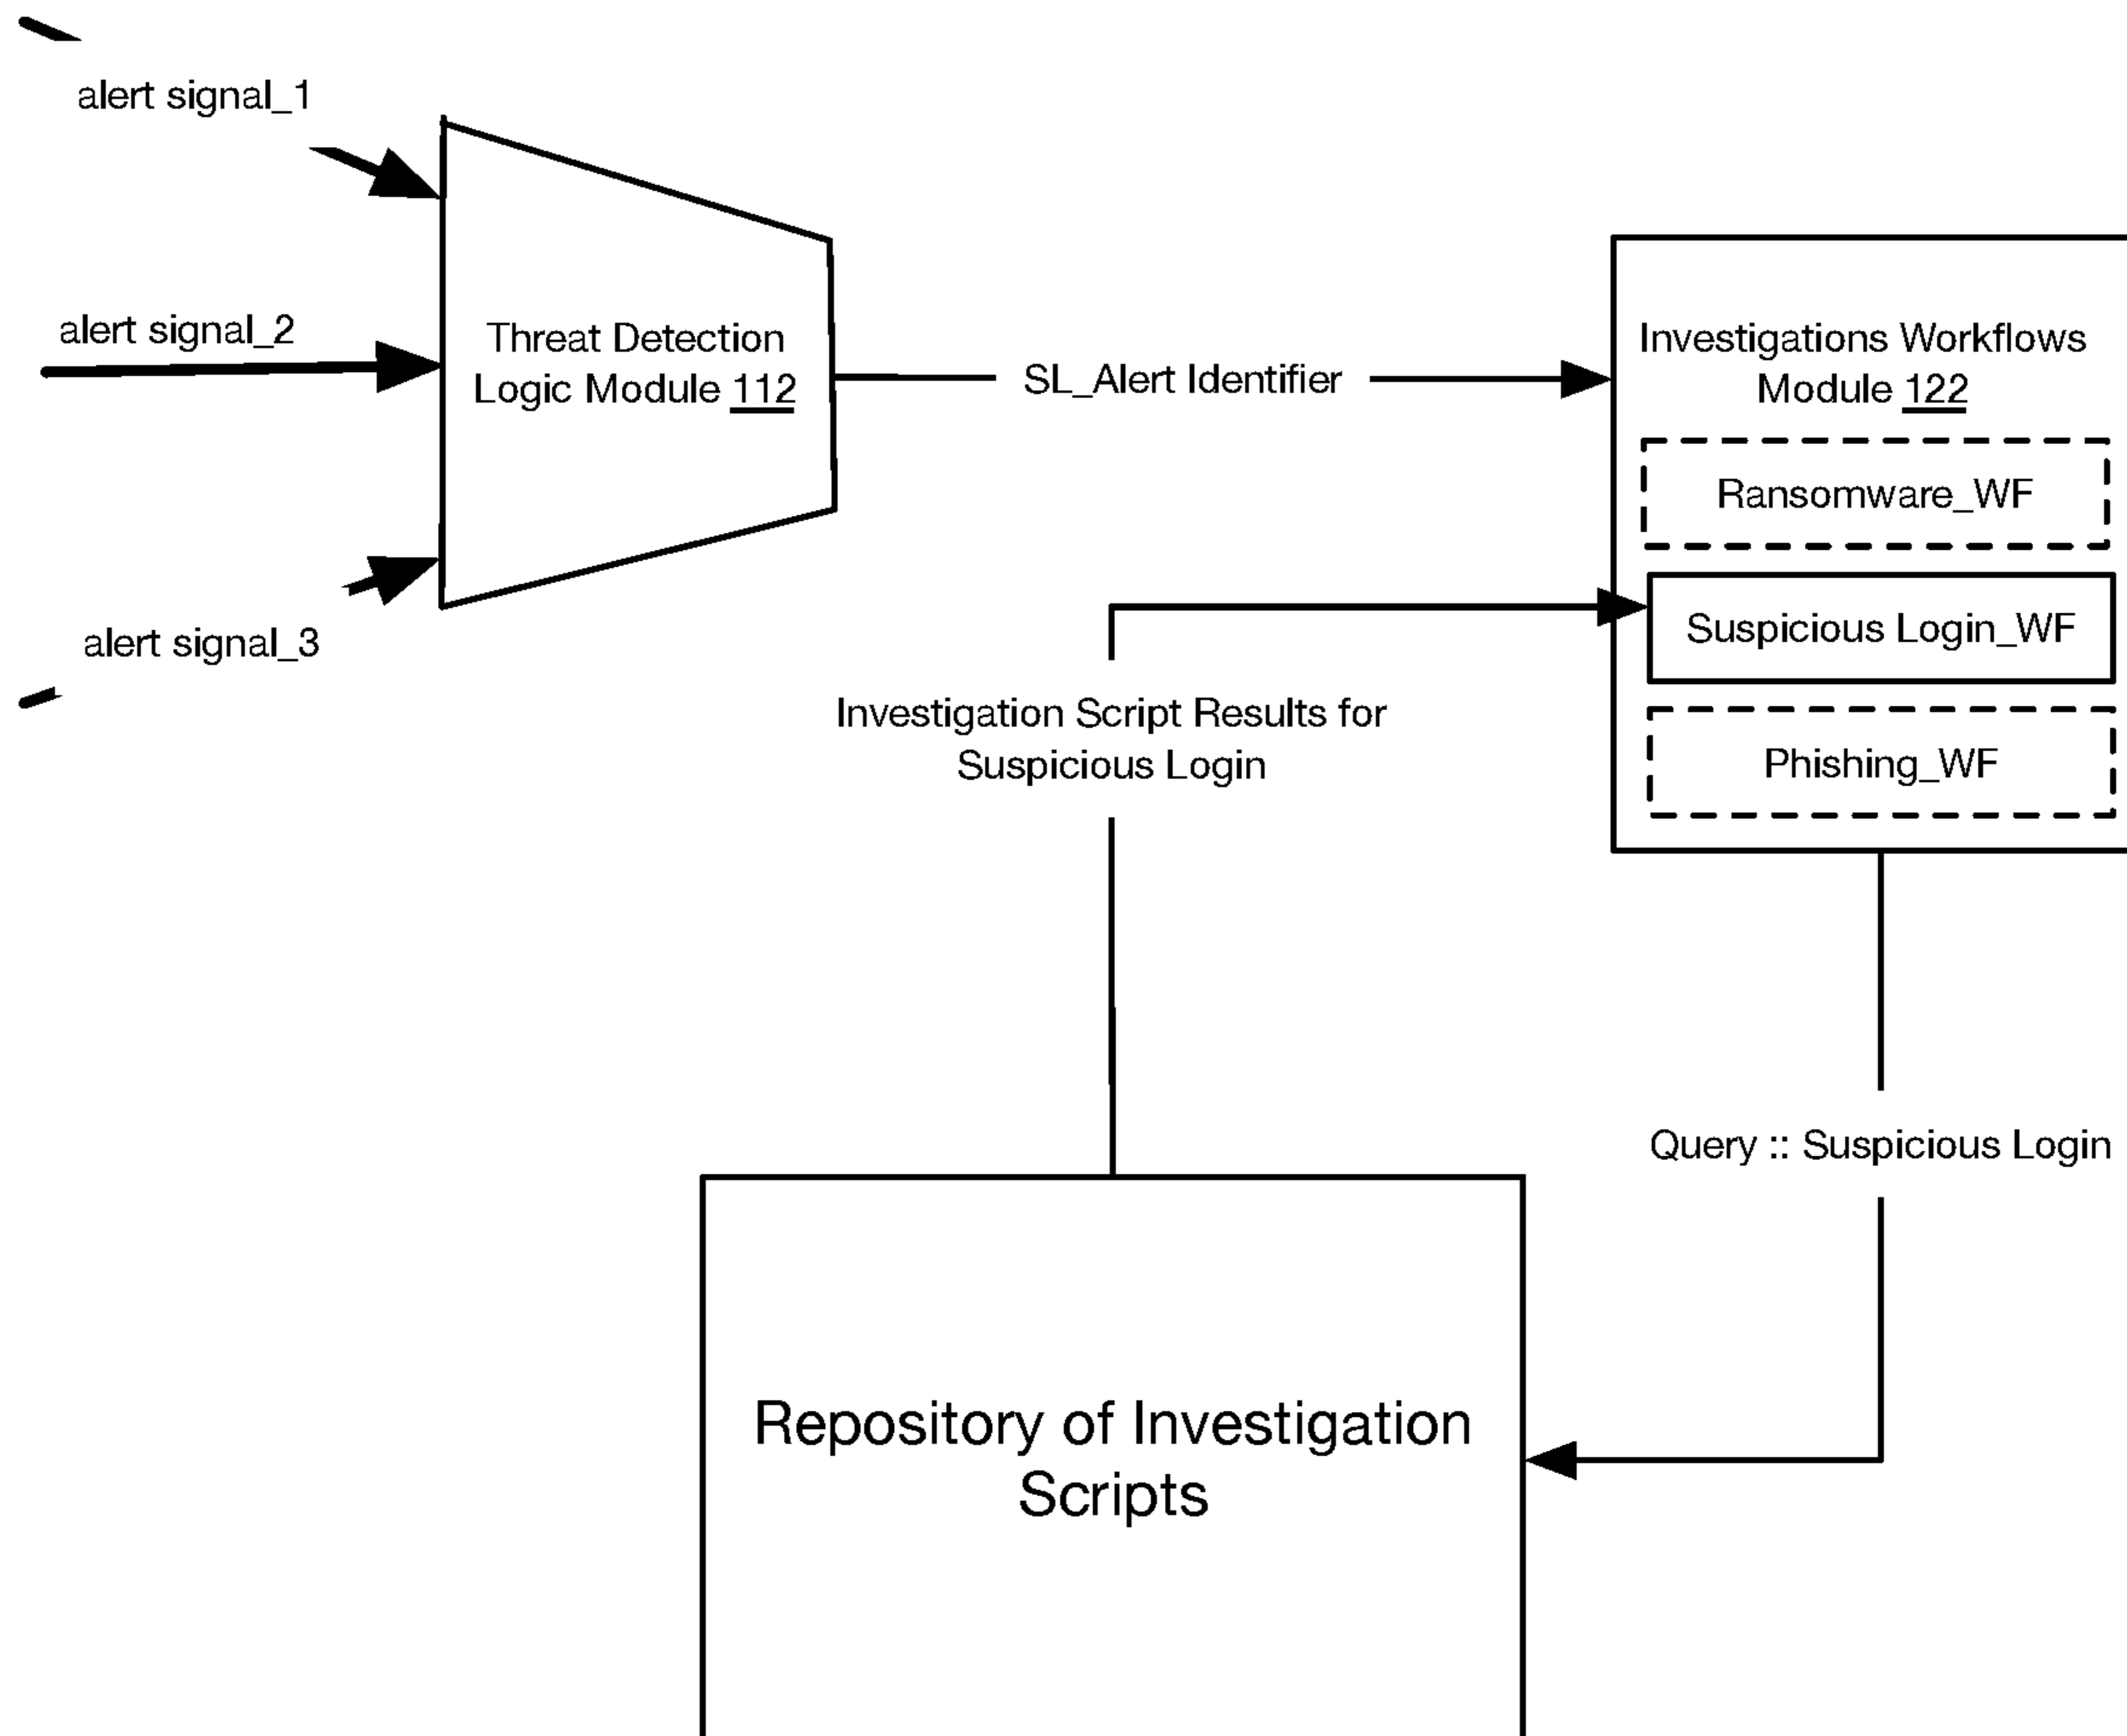 alert signal_1
alert signal_2
alert signal_3
Threat Detection
Logic Module 112
SL_Alert Identifier
Investigations Workflows
Module 122
Ransomware_WF
Suspicious Login_WF
Phishing_WF
Investigation Script Results for
Suspicious Login
Query :: Suspicious Login
Repository of Investigation
Scripts